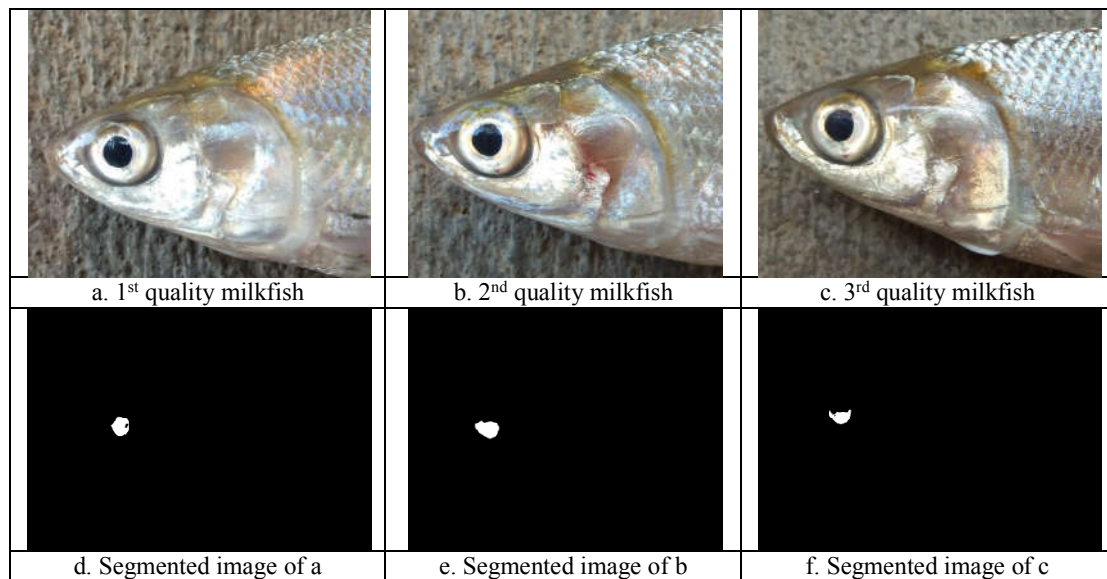 a. 1st quality milkfish
b. 2nd quality milkfish
c. 3rd quality milkfish
d. Segmented image of a
e. Segmented image of b
f. Segmented image of c